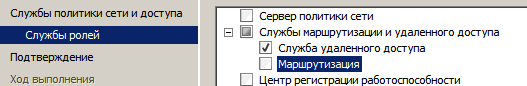 Службы политики сети и доступа
Службы ролей
Подтверждение
Ход выполнения
Сервер политики сети
Службы маршрутизации и удаленного доступа
Служба удаленного доступа
Маршрутизация
Центр регистрации работоспособности